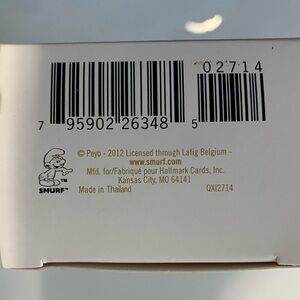 02714
7 95902 26348 5
© Peyo - 2012 Licensed through Lafig Belgium -
www.smurf.com
Mfd. for/Fabriqué pour Hallmark Cards, Inc.
Kansas City, MO 64141
Made in Thailand QXI2714
SMURF™